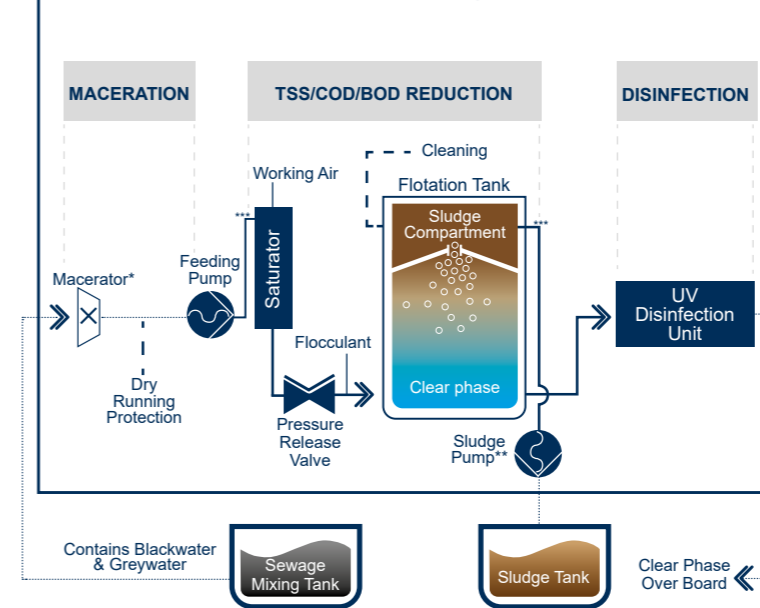 MACERATION
TSS/COD/BOD REDUCTION
DISINFECTION
Cleaning
Working Air
Flotation Tank
***
Sludge
Compartment
***
Macerator*
Feeding
Pump
Saturator
UV
Disinfection
Unit
Flocculant
Dry
Running
Protection
Clear phase
Pressure
Release
Valve
Sludge
Pump**
Contains Blackwater
& Greywater
Sewage
Mixing Tank
Sludge Tank
Clear Phase
Over Board